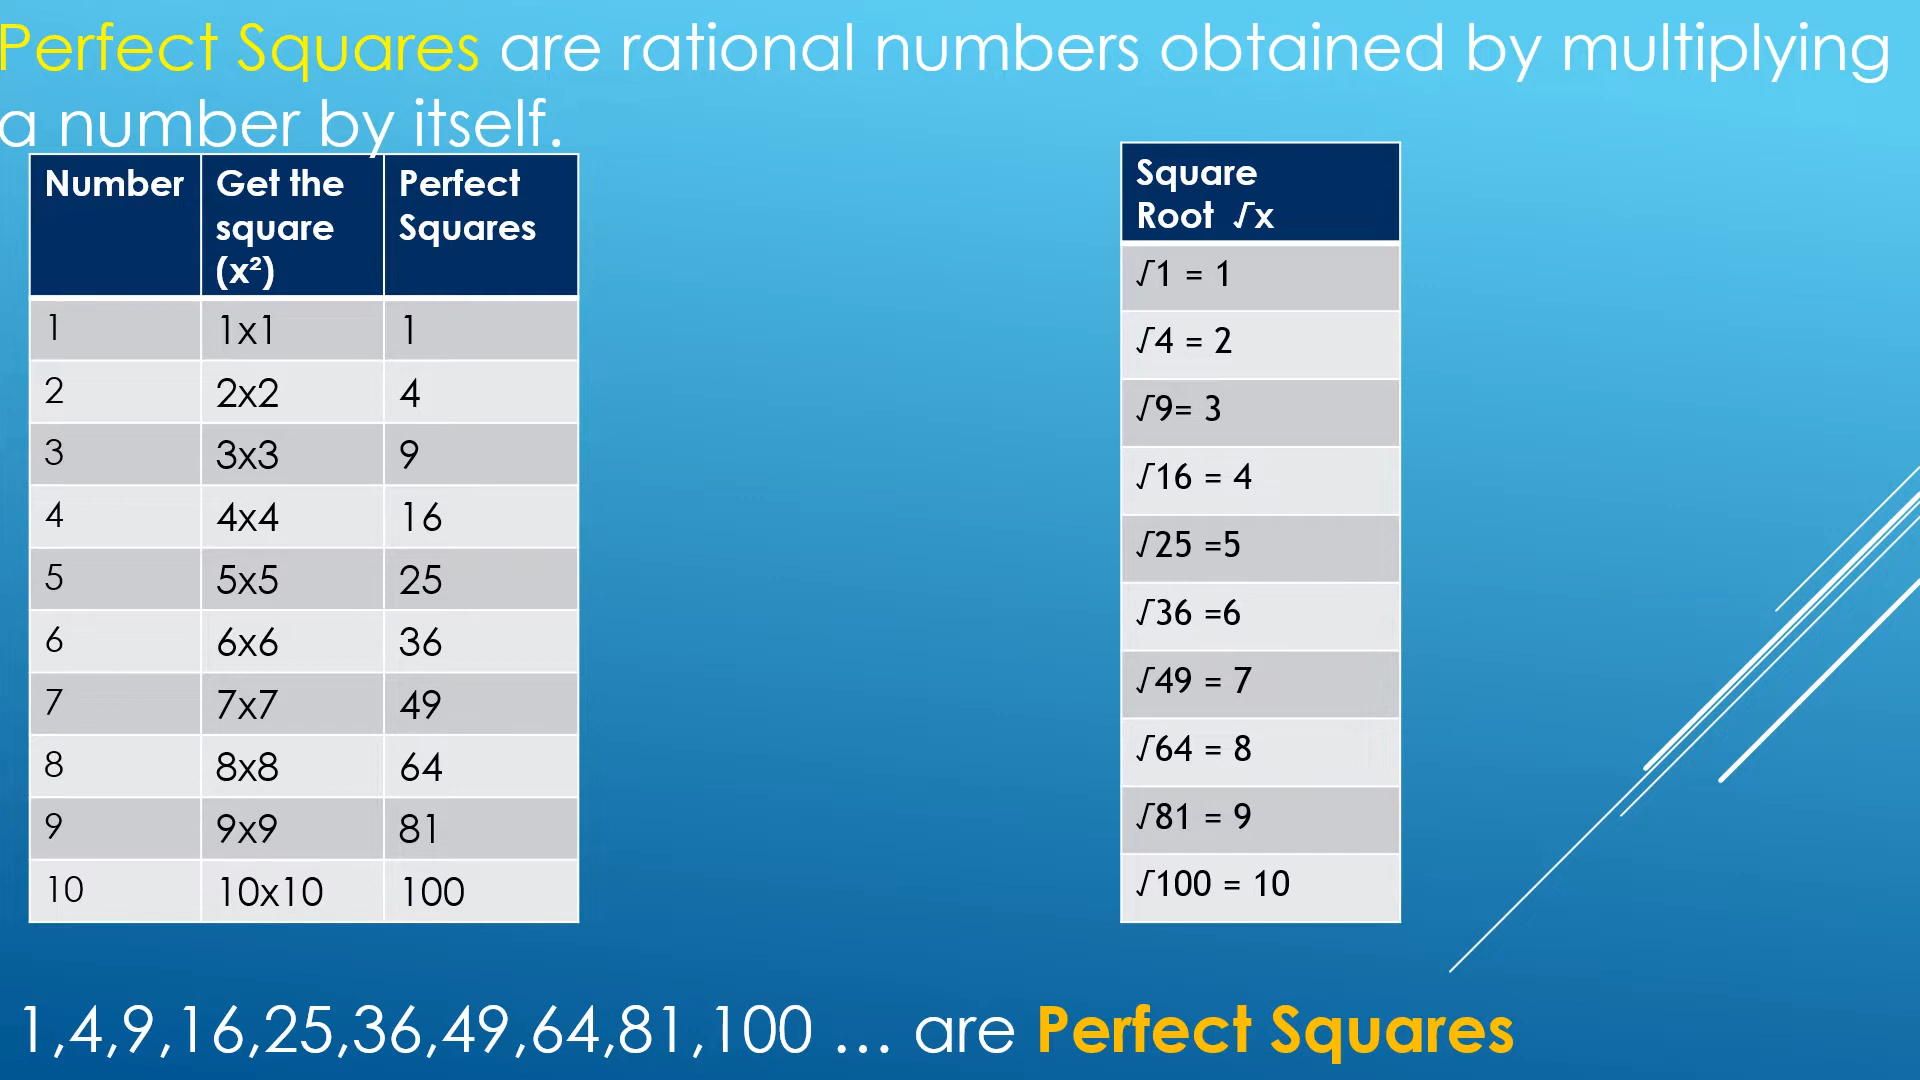 Perfect Squares are rational numbers obtained by multiplying
a number by itself.
Number Get the square (x²) Perfect Squares
1 1x1 1
2 2x2 4
3 3x3 9
4 4x4 16
5 5x5 25
6 6x6 36
7 7x7 49
8 8x8 64
9 9x9 81
10 10x10 100
Square
Root √x
√1 = 1
√4 = 2
√9= 3
√16 = 4
√25 =5
√36 =6
√49 = 7
√64 = 8
√81 = 9
√100 = 10
1,4,9,16,25,36,49,64,81,100 … are Perfect Squares